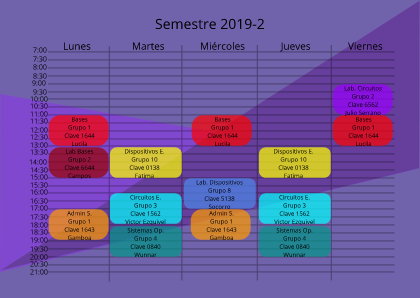 Semestre 2019-2
Lunes Martes Miércoles Jueves Viernes
7:00
7:30
8:00
8:30
9:00
9:30
10:00
10:30
11:00
11:30
12:00
12:30
13:00
13:30
14:00
14:30
15:00
15:30
16:00
16:30
17:00
17:30
18:00
18:30
19:00
19:30
20:00
20:30
21:00
Bases
Grupo 1
Clave 1644
Lucila
Lab Bases
Grupo 2
Clave 6644
Campos
Admin S.
Grupo 1
Clave 1643
Gamboa
Dispositivos E.
Grupo 10
Clave 0138
Fatima
Circuitos E.
Grupo 3
Clave 1562
Victor Ezquivel
Sistemas Op.
Grupo 4
Clave 0840
Wunnar
Bases
Grupo 1
Clave 1644
Lucila
Lab. Dispositivos
Grupo 8
Clave 5138
Socorro
Admin S.
Grupo 1
Clave 1643
Gamboa
Dispositivos E.
Grupo 10
Clave 0138
Fatima
Circuitos E.
Grupo 3
Clave 1562
Victor Ezquivel
Sistemas Op.
Grupo 4
Clave 0840
Wunnar
Lab. Circuitos
Grupo 2
Clave 6562
Julio Serrano
Bases
Grupo 1
Clave 1644
Lucila